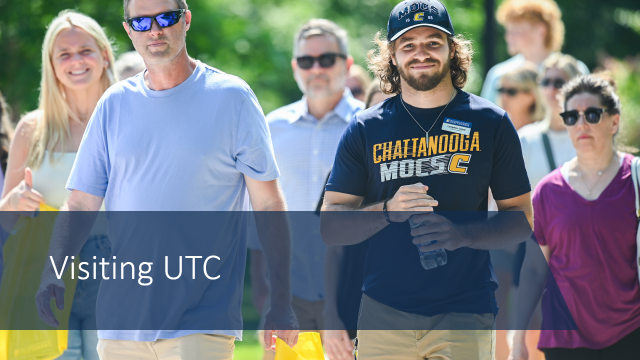 MOCS
C
CHATTANOOGA
MOCS C
Visiting UTC